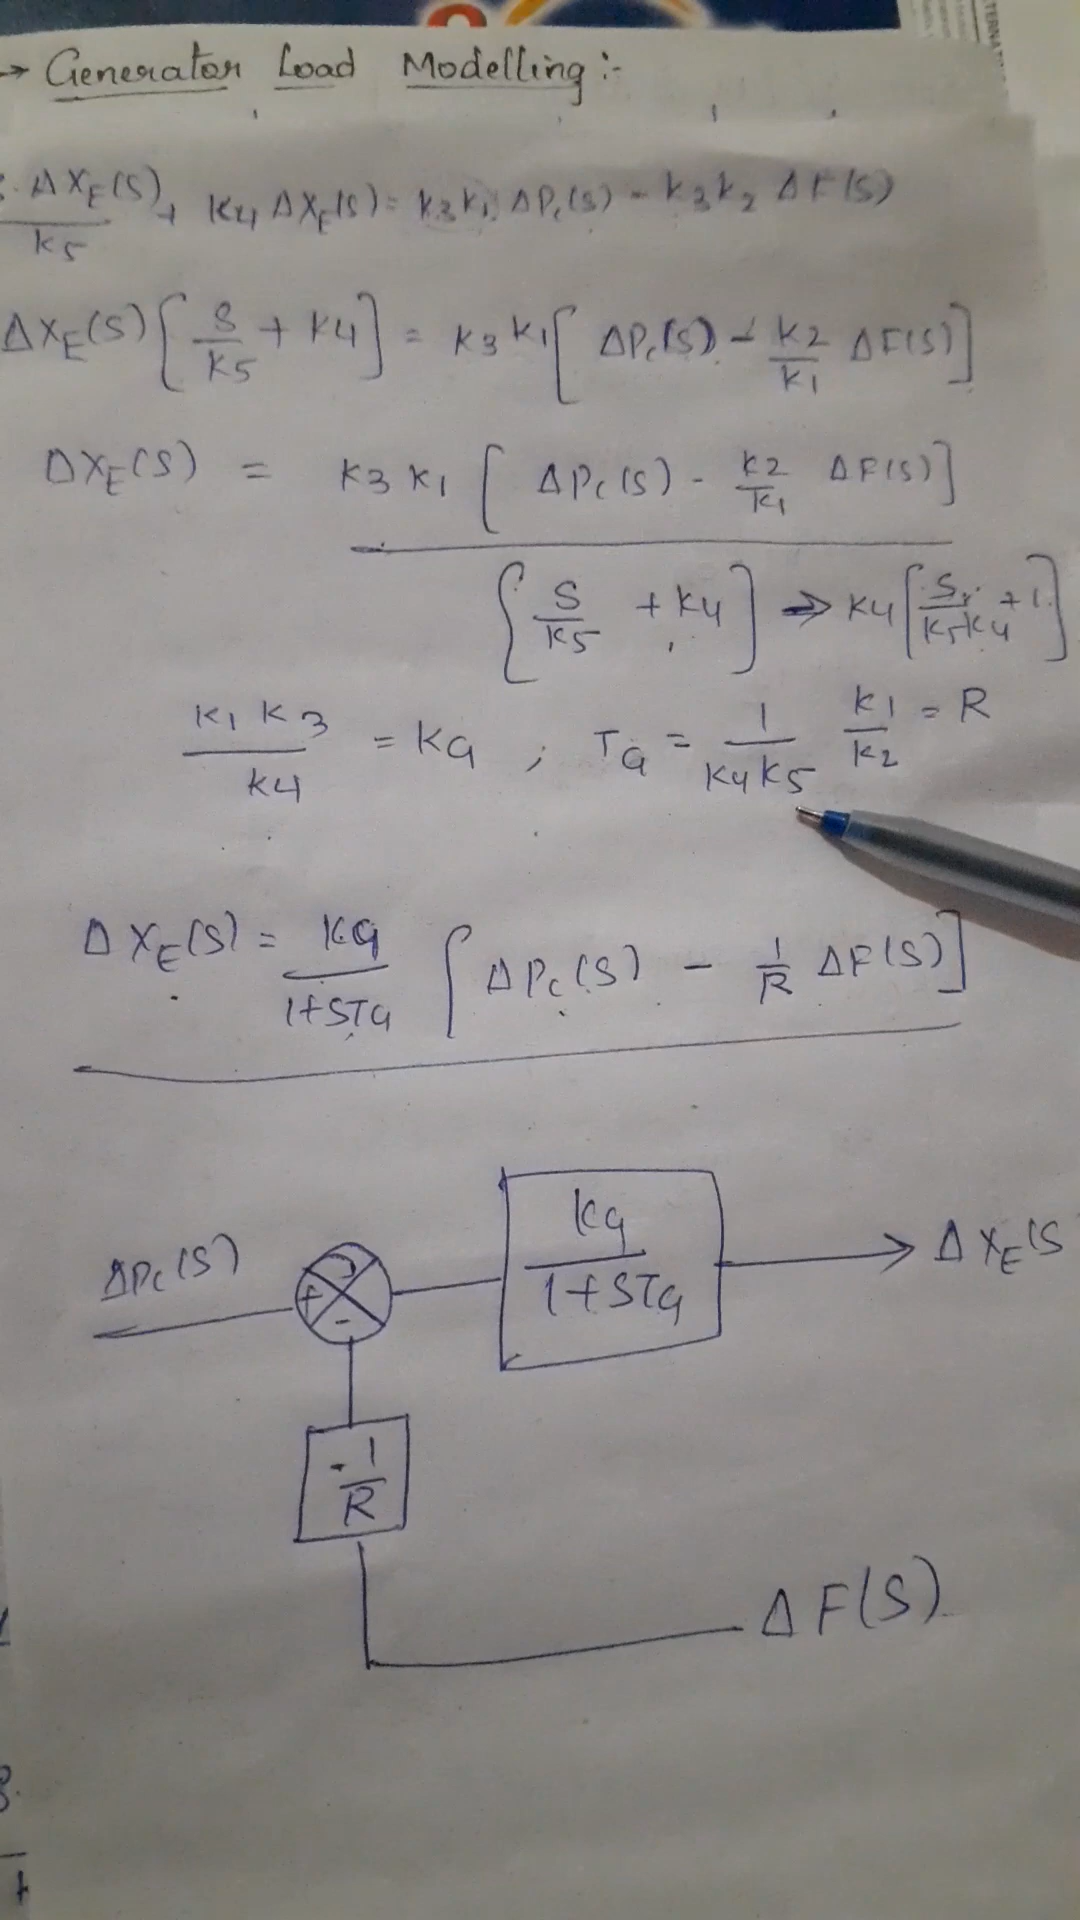 → Generator Load Modelling :-
S. ΔX_E(S)/K5 + K4 ΔX_E(S) = K3K1 ΔPc(S) - K3K2 ΔF(S)
ΔX_E(S) [ S/K5 + K4 ] = K3 K1 [ ΔPc(S) - K2/K1 ΔF(S) ]
ΔX_E(S) = K3 K1 [ ΔPc(S) - K2/K1 ΔF(S) ]
[ S/K5 + K4 ] → K4 [ S/K5K4 + 1 ]
K1 K3/K4 = KG ; TG = 1/K4K5 K1/K2 = R
ΔX_E(S) = KG/1+STG [ ΔPc(S) - 1/R ΔF(S) ]
ΔPc(S) + - KG/1+STG → ΔX_E(S
1/R
ΔF(S)